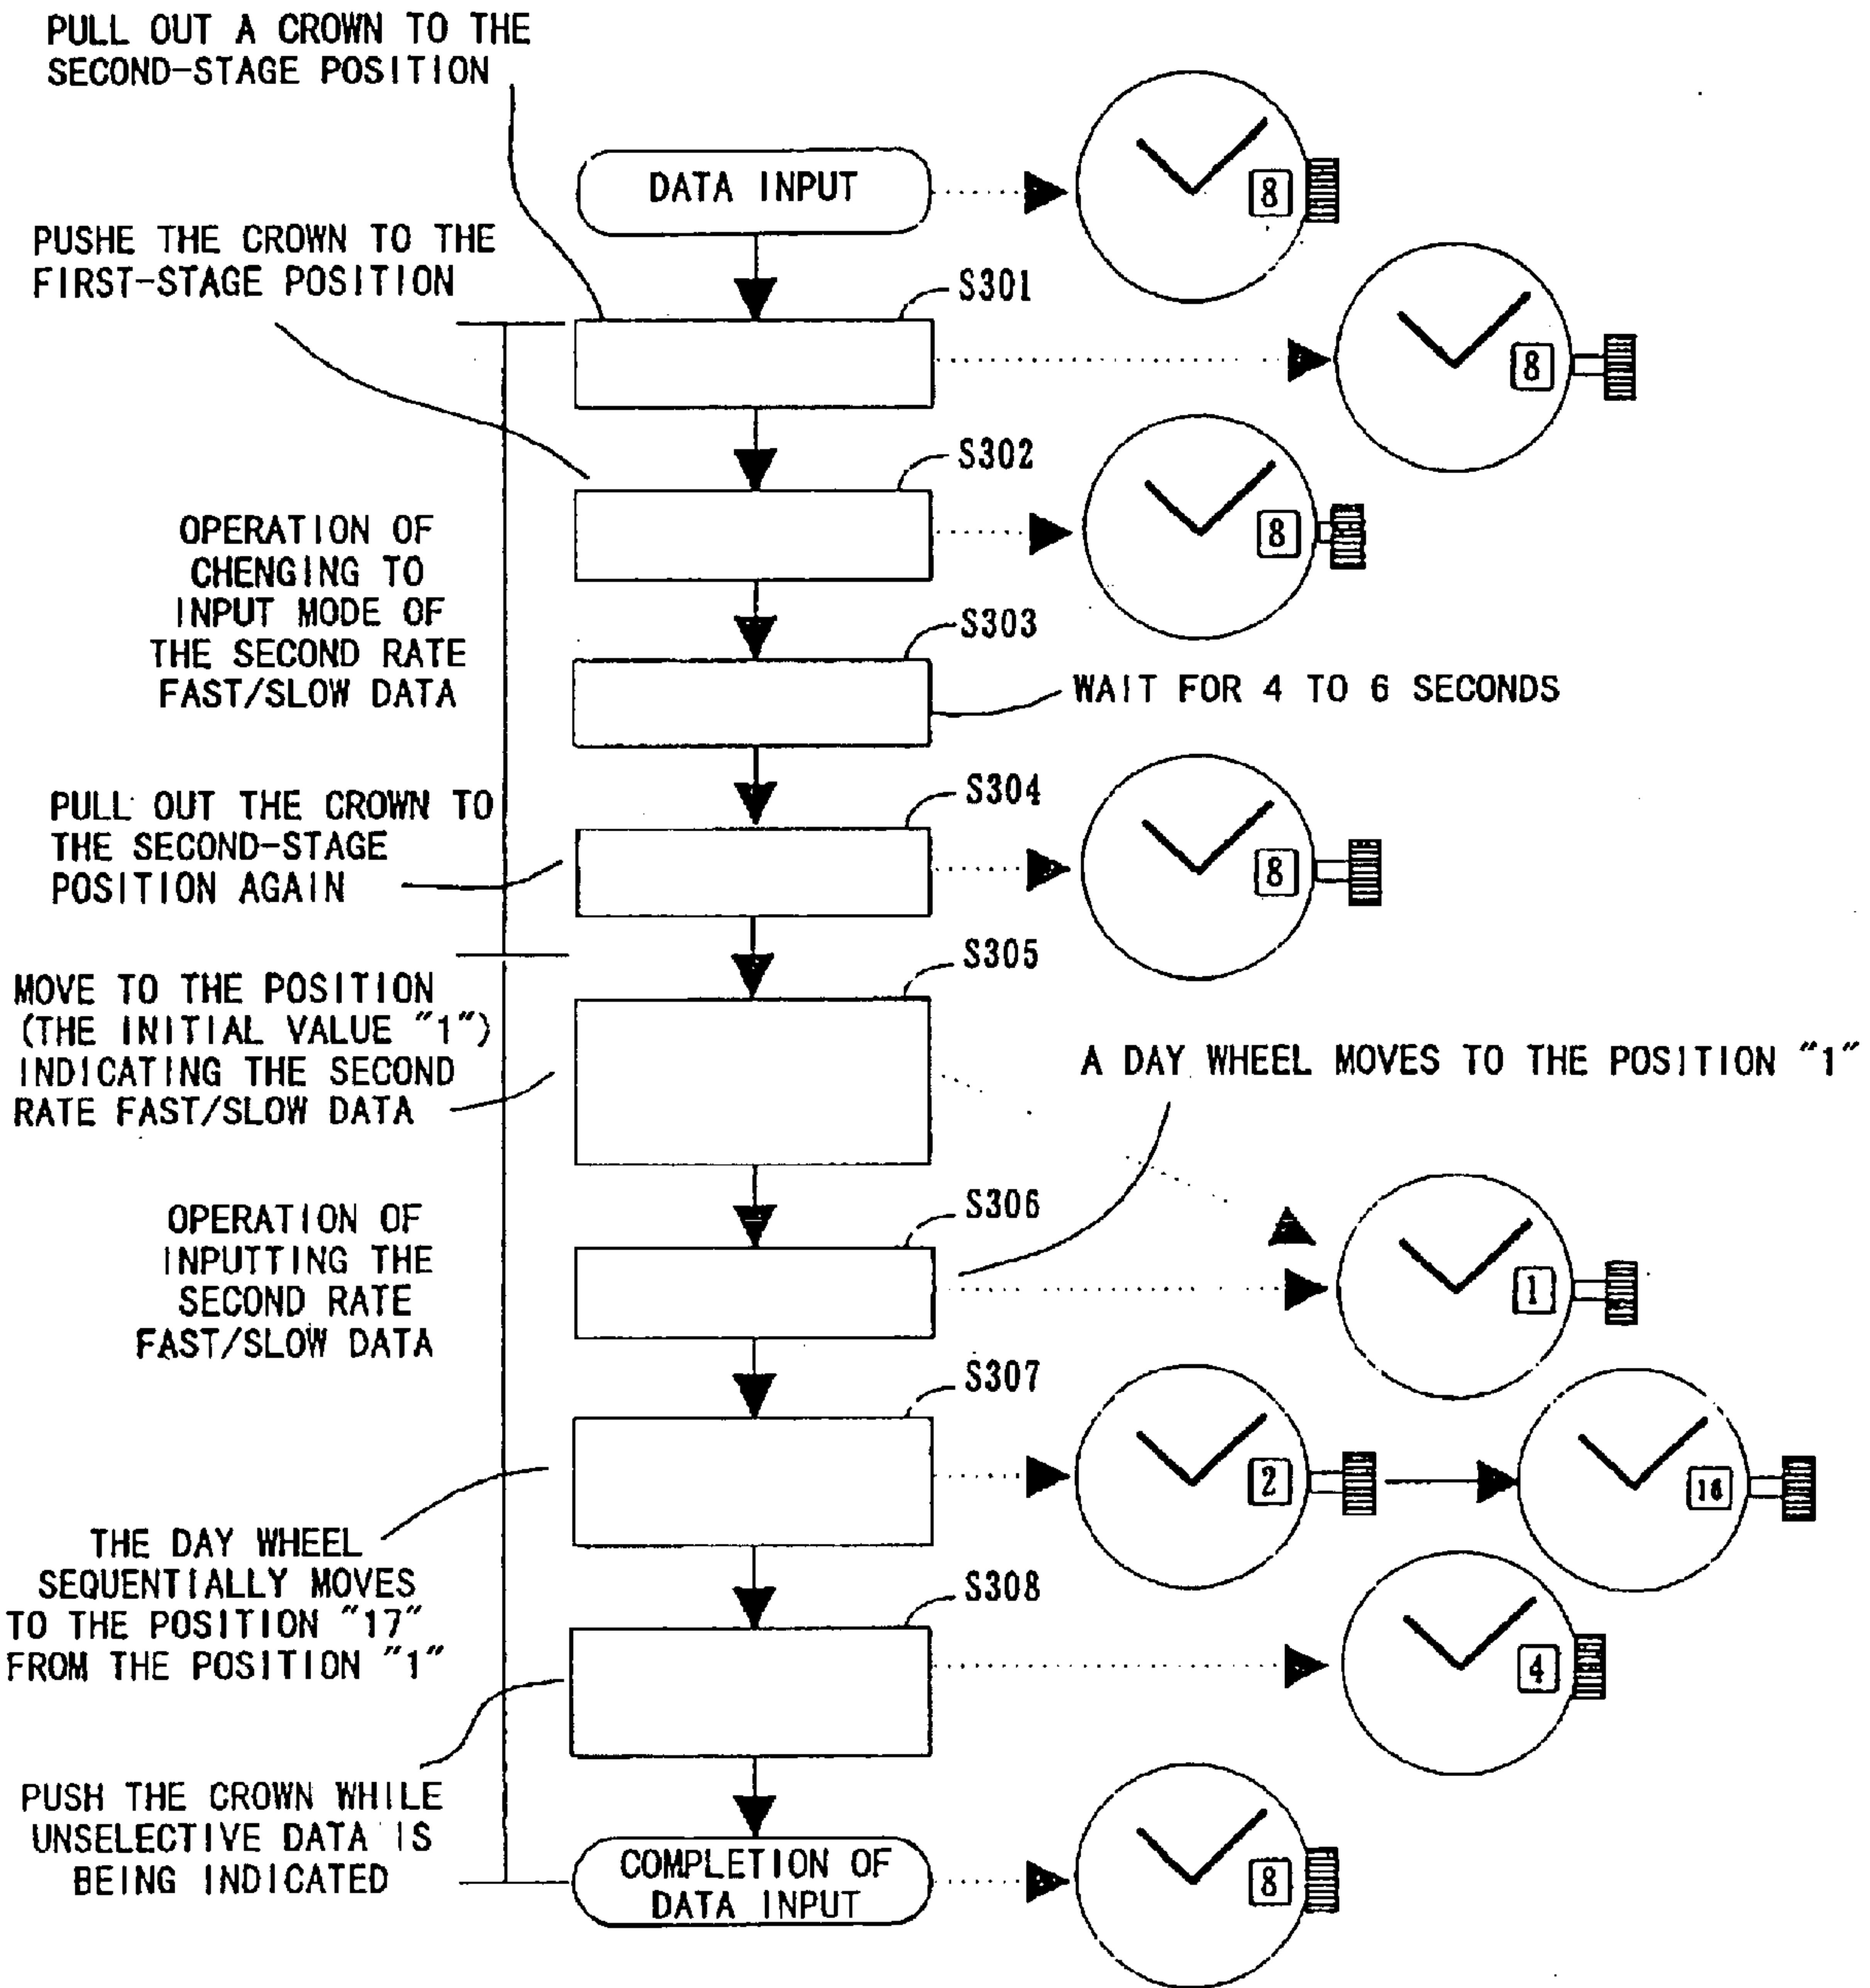 PULL OUT A CROWN TO THE
SECOND-STAGE POSITION
DATA INPUT
8
PUSHE THE CROWN TO THE
FIRST-STAGE POSITION
S301
8
S302
8
OPERATION OF
CHENGING TO
INPUT MODE OF
THE SECOND RATE
FAST/SLOW DATA
S303
WAIT FOR 4 TO 6 SECONDS
PULL OUT THE CROWN TO
THE SECOND-STAGE
POSITION AGAIN
S304
8
S305
MOVE TO THE POSITION
(THE INITIAL VALUE "1")
INDICATING THE SECOND
RATE FAST/SLOW DATA
A DAY WHEEL MOVES TO THE POSITION "1"
S306
1
OPERATION OF
INPUTTING THE
SECOND RATE
FAST/SLOW DATA
S307
2
16
THE DAY WHEEL
SEQUENTIALLY MOVES
TO THE POSITION "17"
FROM THE POSITION "1"
S308
4
PUSH THE CROWN WHILE
UNSELECTIVE DATA IS
BEING INDICATED
COMPLETION OF
DATA INPUT
8